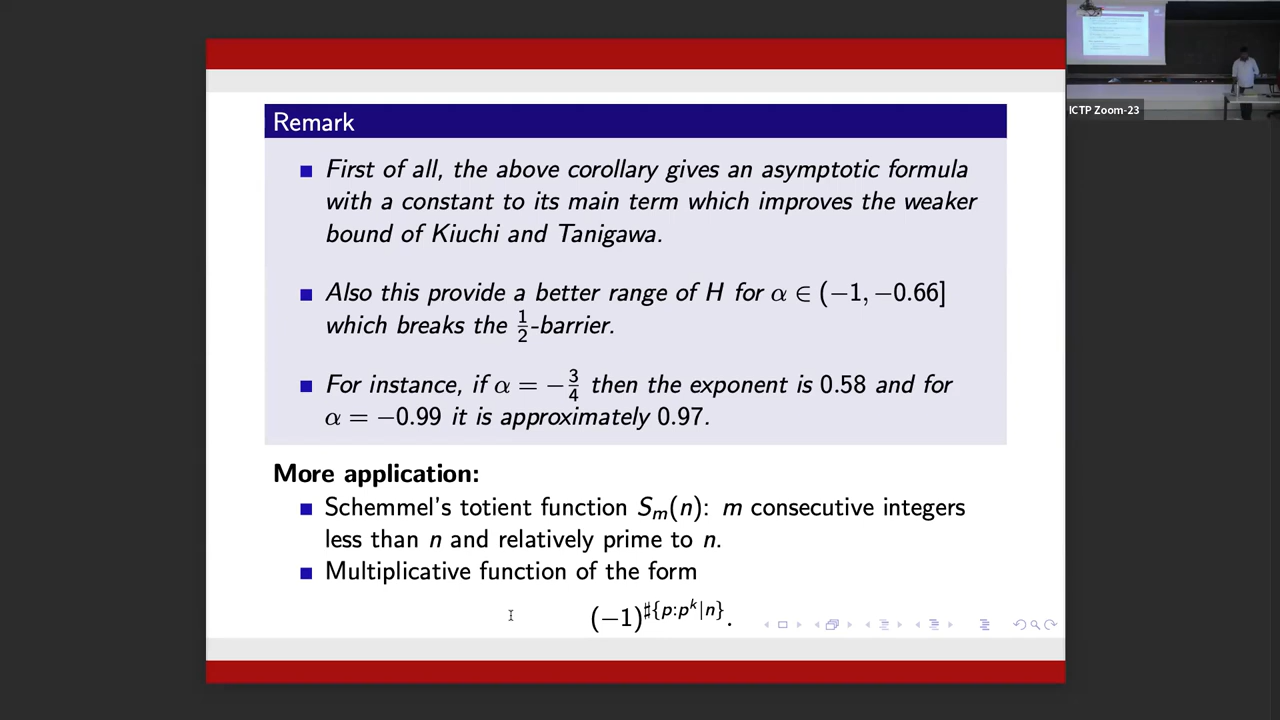 ICTP Zoom-23
Remark
First of all, the above corollary gives an asymptotic formula
with a constant to its main term which improves the weaker
bound of Kiuchi and Tanigawa.
Also this provide a better range of H for α ∈ (−1, −0.66]
which breaks the 1/2-barrier.
For instance, if α = −3/4 then the exponent is 0.58 and for
α = −0.99 it is approximately 0.97.
More application:
Schemmel's totient function S_m(n): m consecutive integers
less than n and relatively prime to n.
Multiplicative function of the form
(−1)^{♯{p:p^k|n}}.